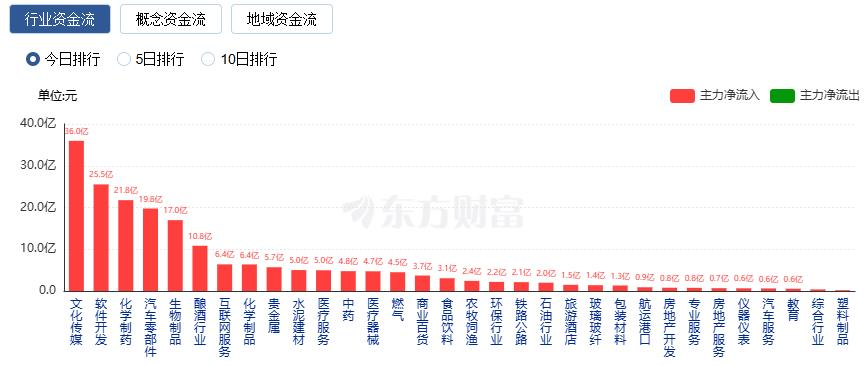 行业资金流
概念资金流
地域资金流
今日排行
5日排行
10日排行
单位:元
主力净流入
主力净流出
40.0亿
30.0亿
20.0亿
10.0亿
0.0
36.0亿
25.5亿
21.8亿
19.8亿
17.0亿
10.8亿
6.4亿
6.4亿
5.7亿
5.0亿
5.0亿
4.8亿
4.7亿
4.5亿
3.7亿
3.1亿
2.4亿
2.2亿
2.1亿
2.0亿
1.5亿
1.4亿
1.3亿
0.9亿
0.8亿
0.8亿
0.7亿
0.6亿
0.6亿
0.6亿
东方财富
文化传媒
软件开发
化学制药
汽车零部件
生物制品
酿酒行业
互联网服务
化学制品
贵金属
水泥建材
医疗服务
中药
医疗器械
燃气
商业百货
食品饮料
农牧饲渔
环保行业
铁路公路
石油行业
旅游酒店
玻璃玻纤
包装材料
航运港口
房地产开发
专业服务
房地产服务
仪器仪表
汽车服务
教育
综合行业
塑料制品